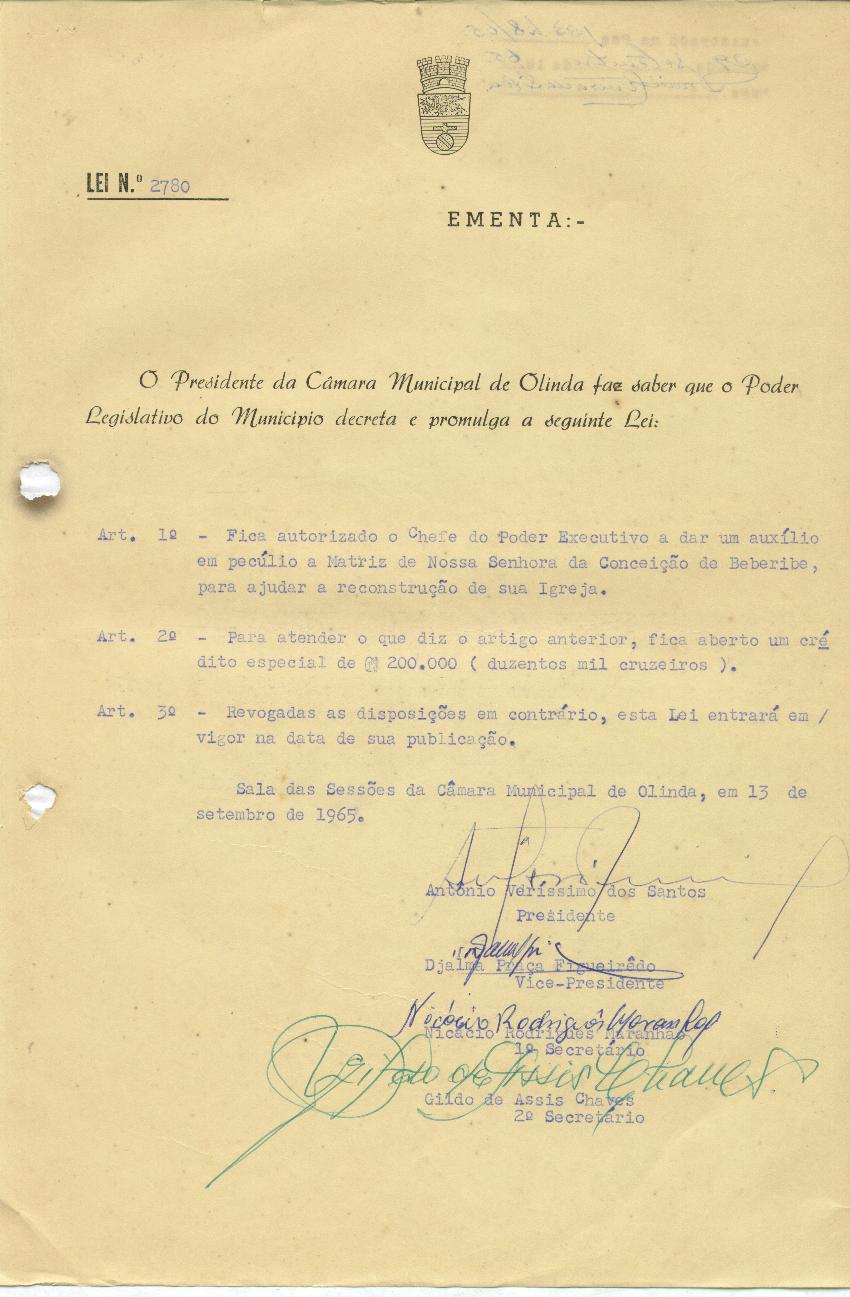 LEI N.º 2780
EMENTA:-
O Presidente da Câmara Municipal de Olinda faz saber que o Poder
Legislativo do Municipio decreta e promulga a seguinte Lei:
Art. 1º - Fica autorizado o Chefe do Poder Executivo a dar um auxílio
em pecúlio a Matriz de Nossa Senhora da Conceição de Beberibe,
para ajudar a reconstrução de sua Igreja.
Art. 2º - Para atender o que diz o artigo anterior, fica aberto um cré
dito especial de 200.000 ( duzentos mil cruzeiros ).
Art. 3º - Revogadas as disposições em contrário, esta Lei entrará em /
vigor na data de sua publicação.
Sala das Sessões da Câmara Municipal de Olinda, em 13 de
setembro de 1965.
Antônio Veríssimo dos Santos
Presidente
Djalma Praça Figueirêdo
Vice-Presidente
Nicácio Rodrigues Maranhão
Nicácio Rodrigues Maranhão
1º Secretário
Gildo de Assis Chaves
Gildo de Assis Chaves
2º Secretário